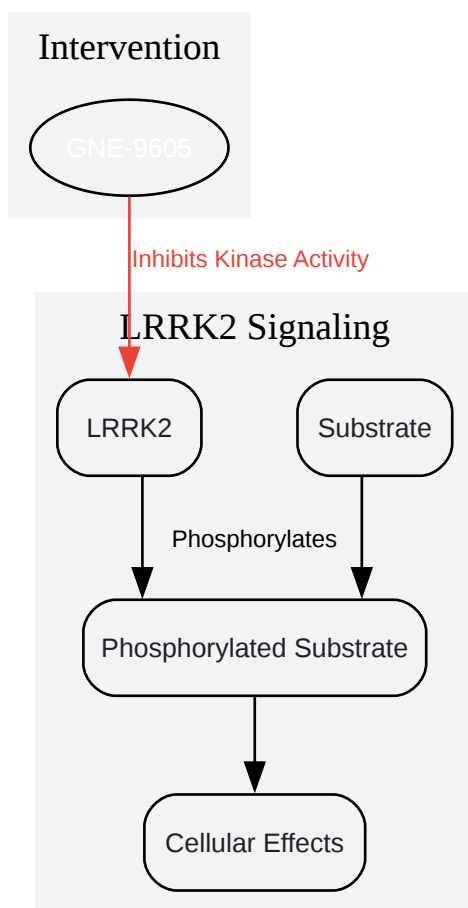 Intervention
GNE-9605
Inhibits Kinase Activity
LRRK2 Signaling
LRRK2
Substrate
Phosphorylates
Phosphorylated Substrate
Cellular Effects